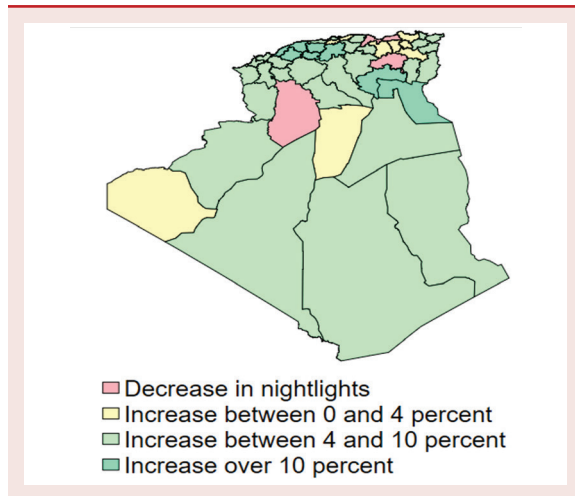 Decrease in nightlights
Increase between 0 and 4 percent
Increase between 4 and 10 percent
Increase over 10 percent